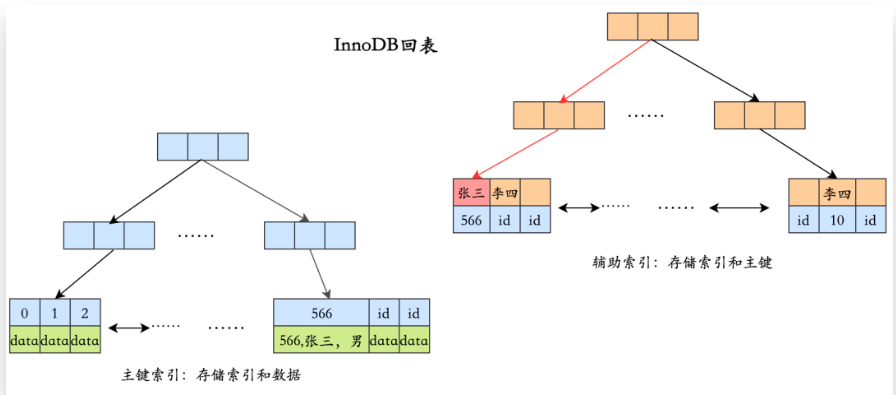 InnoDB回表
张三 李四
566 id id
......
......
李四
id 10 id
辅助索引：存储索引和主键
......
......
0 1 2
data data data
......
......
566 id id
566,张三，男 data data
主键索引：存储索引和数据